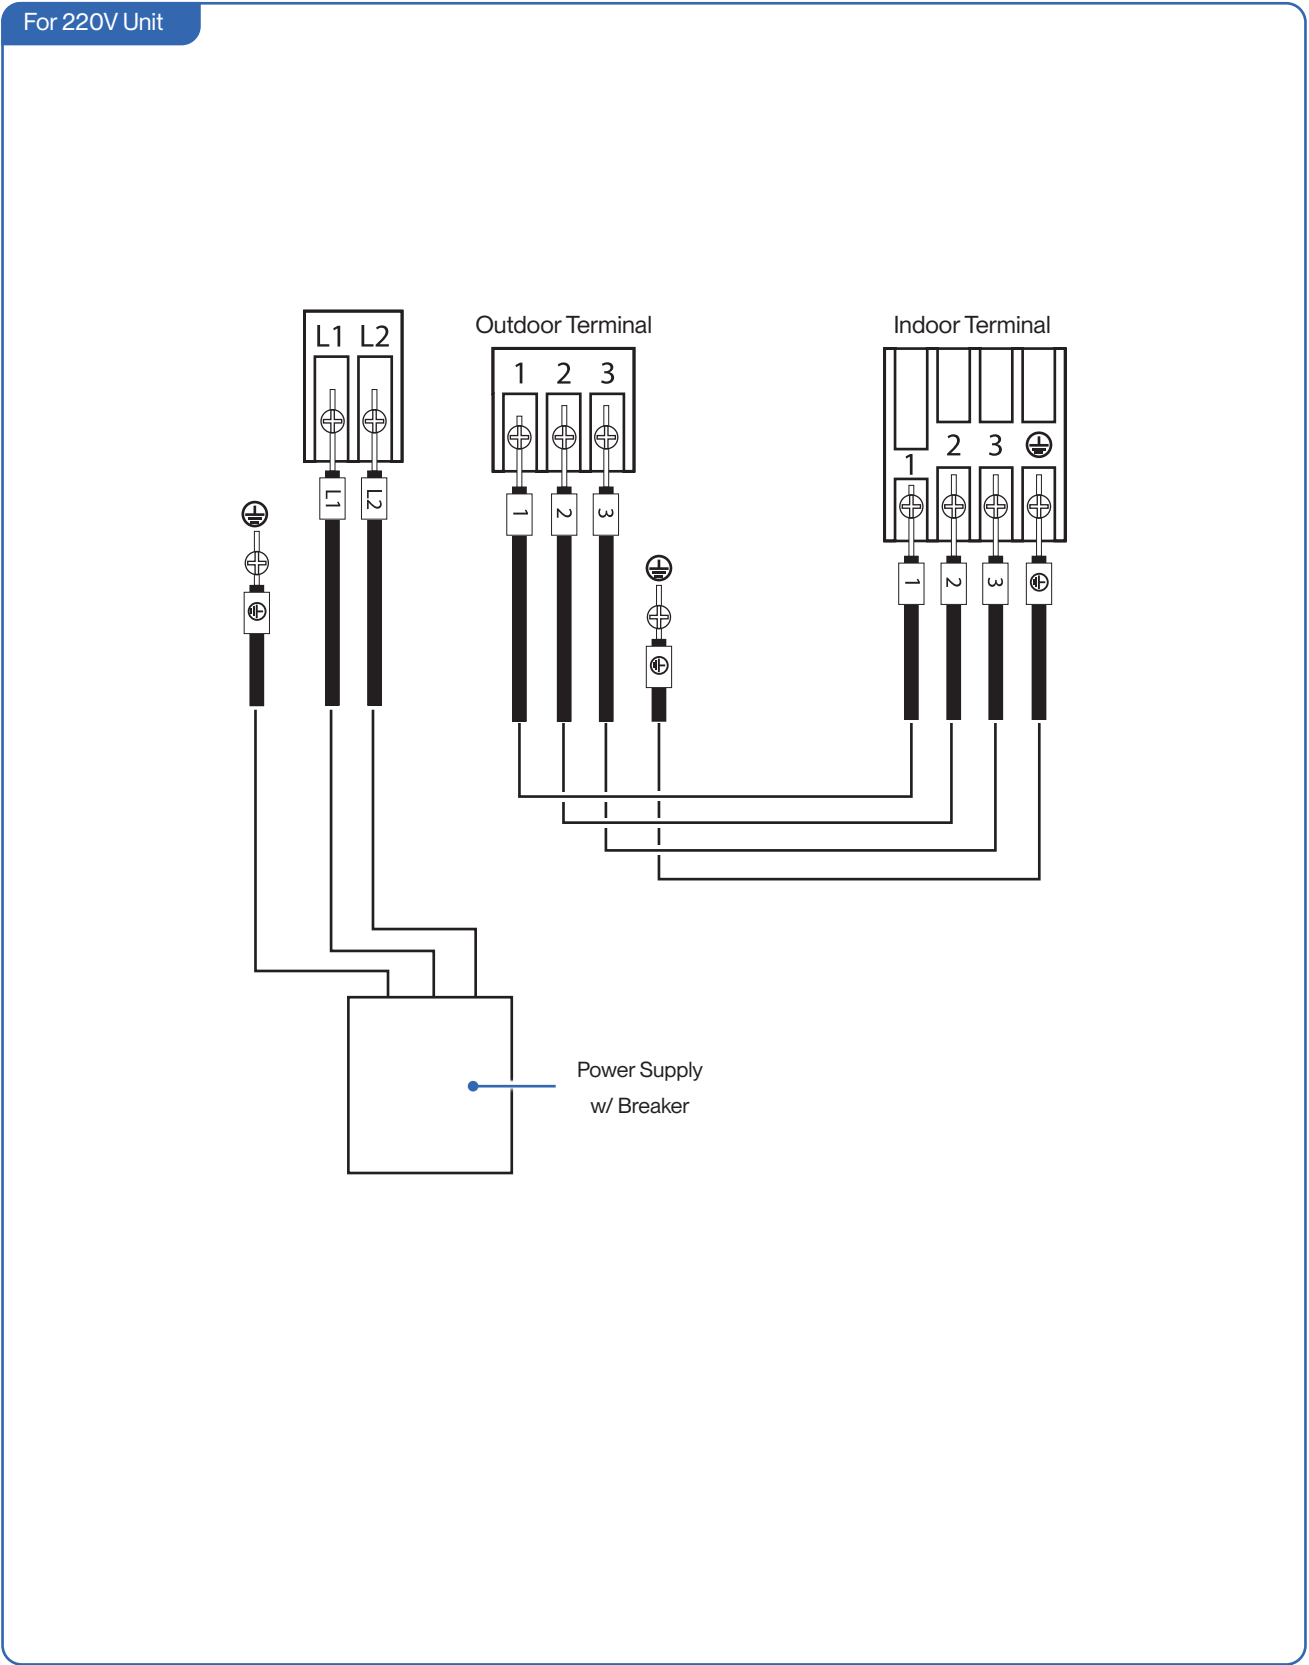 For 220V Unit
L1 L2
Outdoor Terminal
Indoor Terminal
1 2 3
1 2 3
L1 L2
1 2 3
1 2 3
Power Supply
w/ Breaker